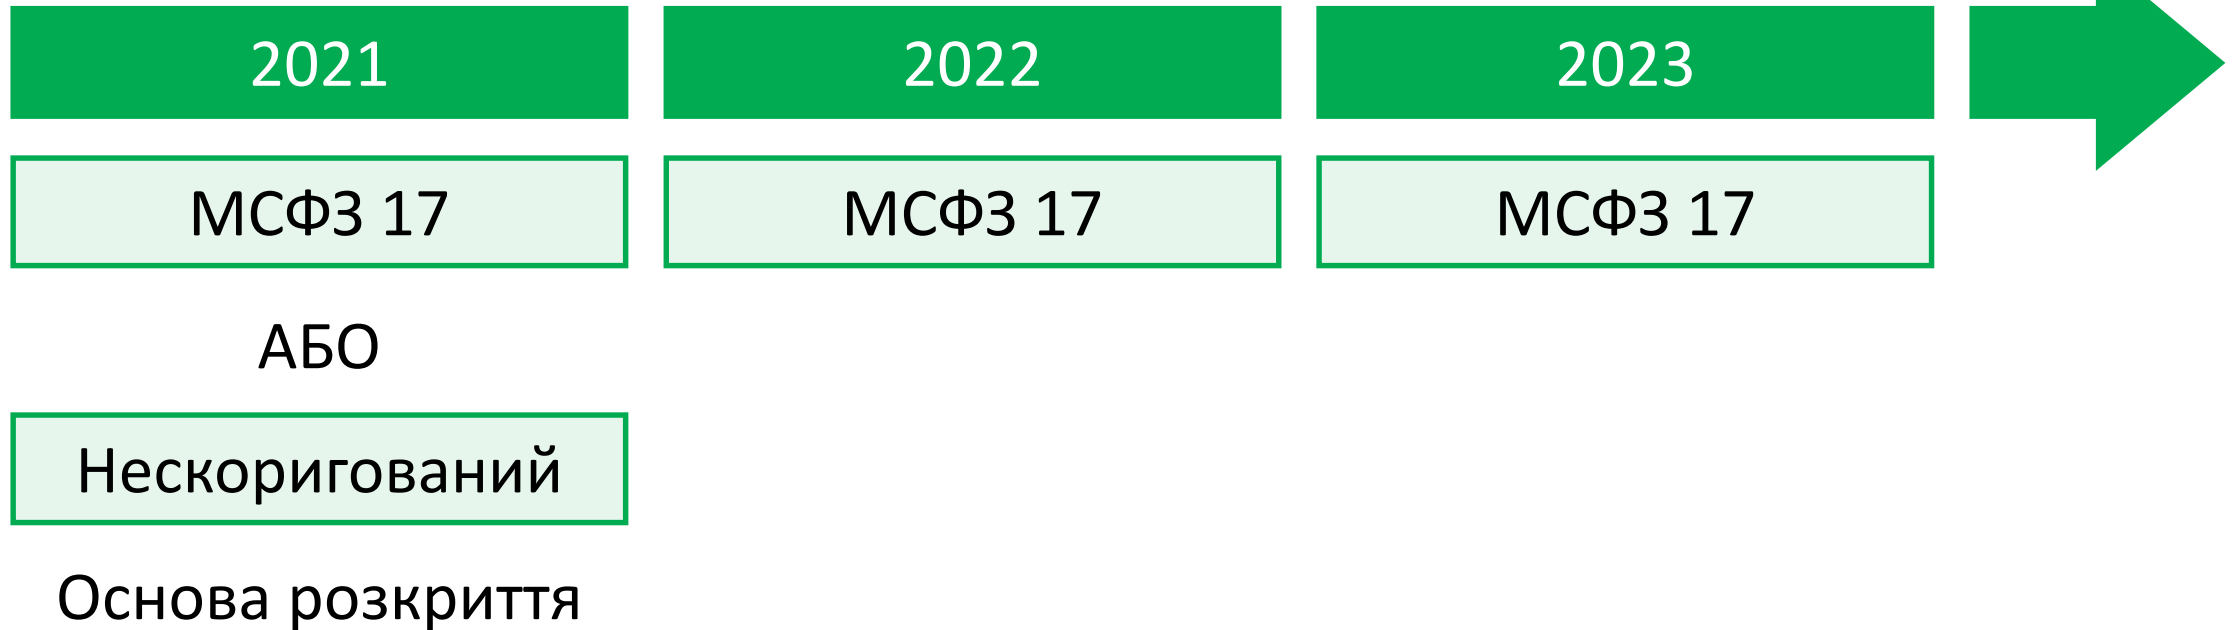 2021
2022
2023
МСФЗ 17
МСФЗ 17
МСФЗ 17
АБО
Нескоригований
Основа розкриття